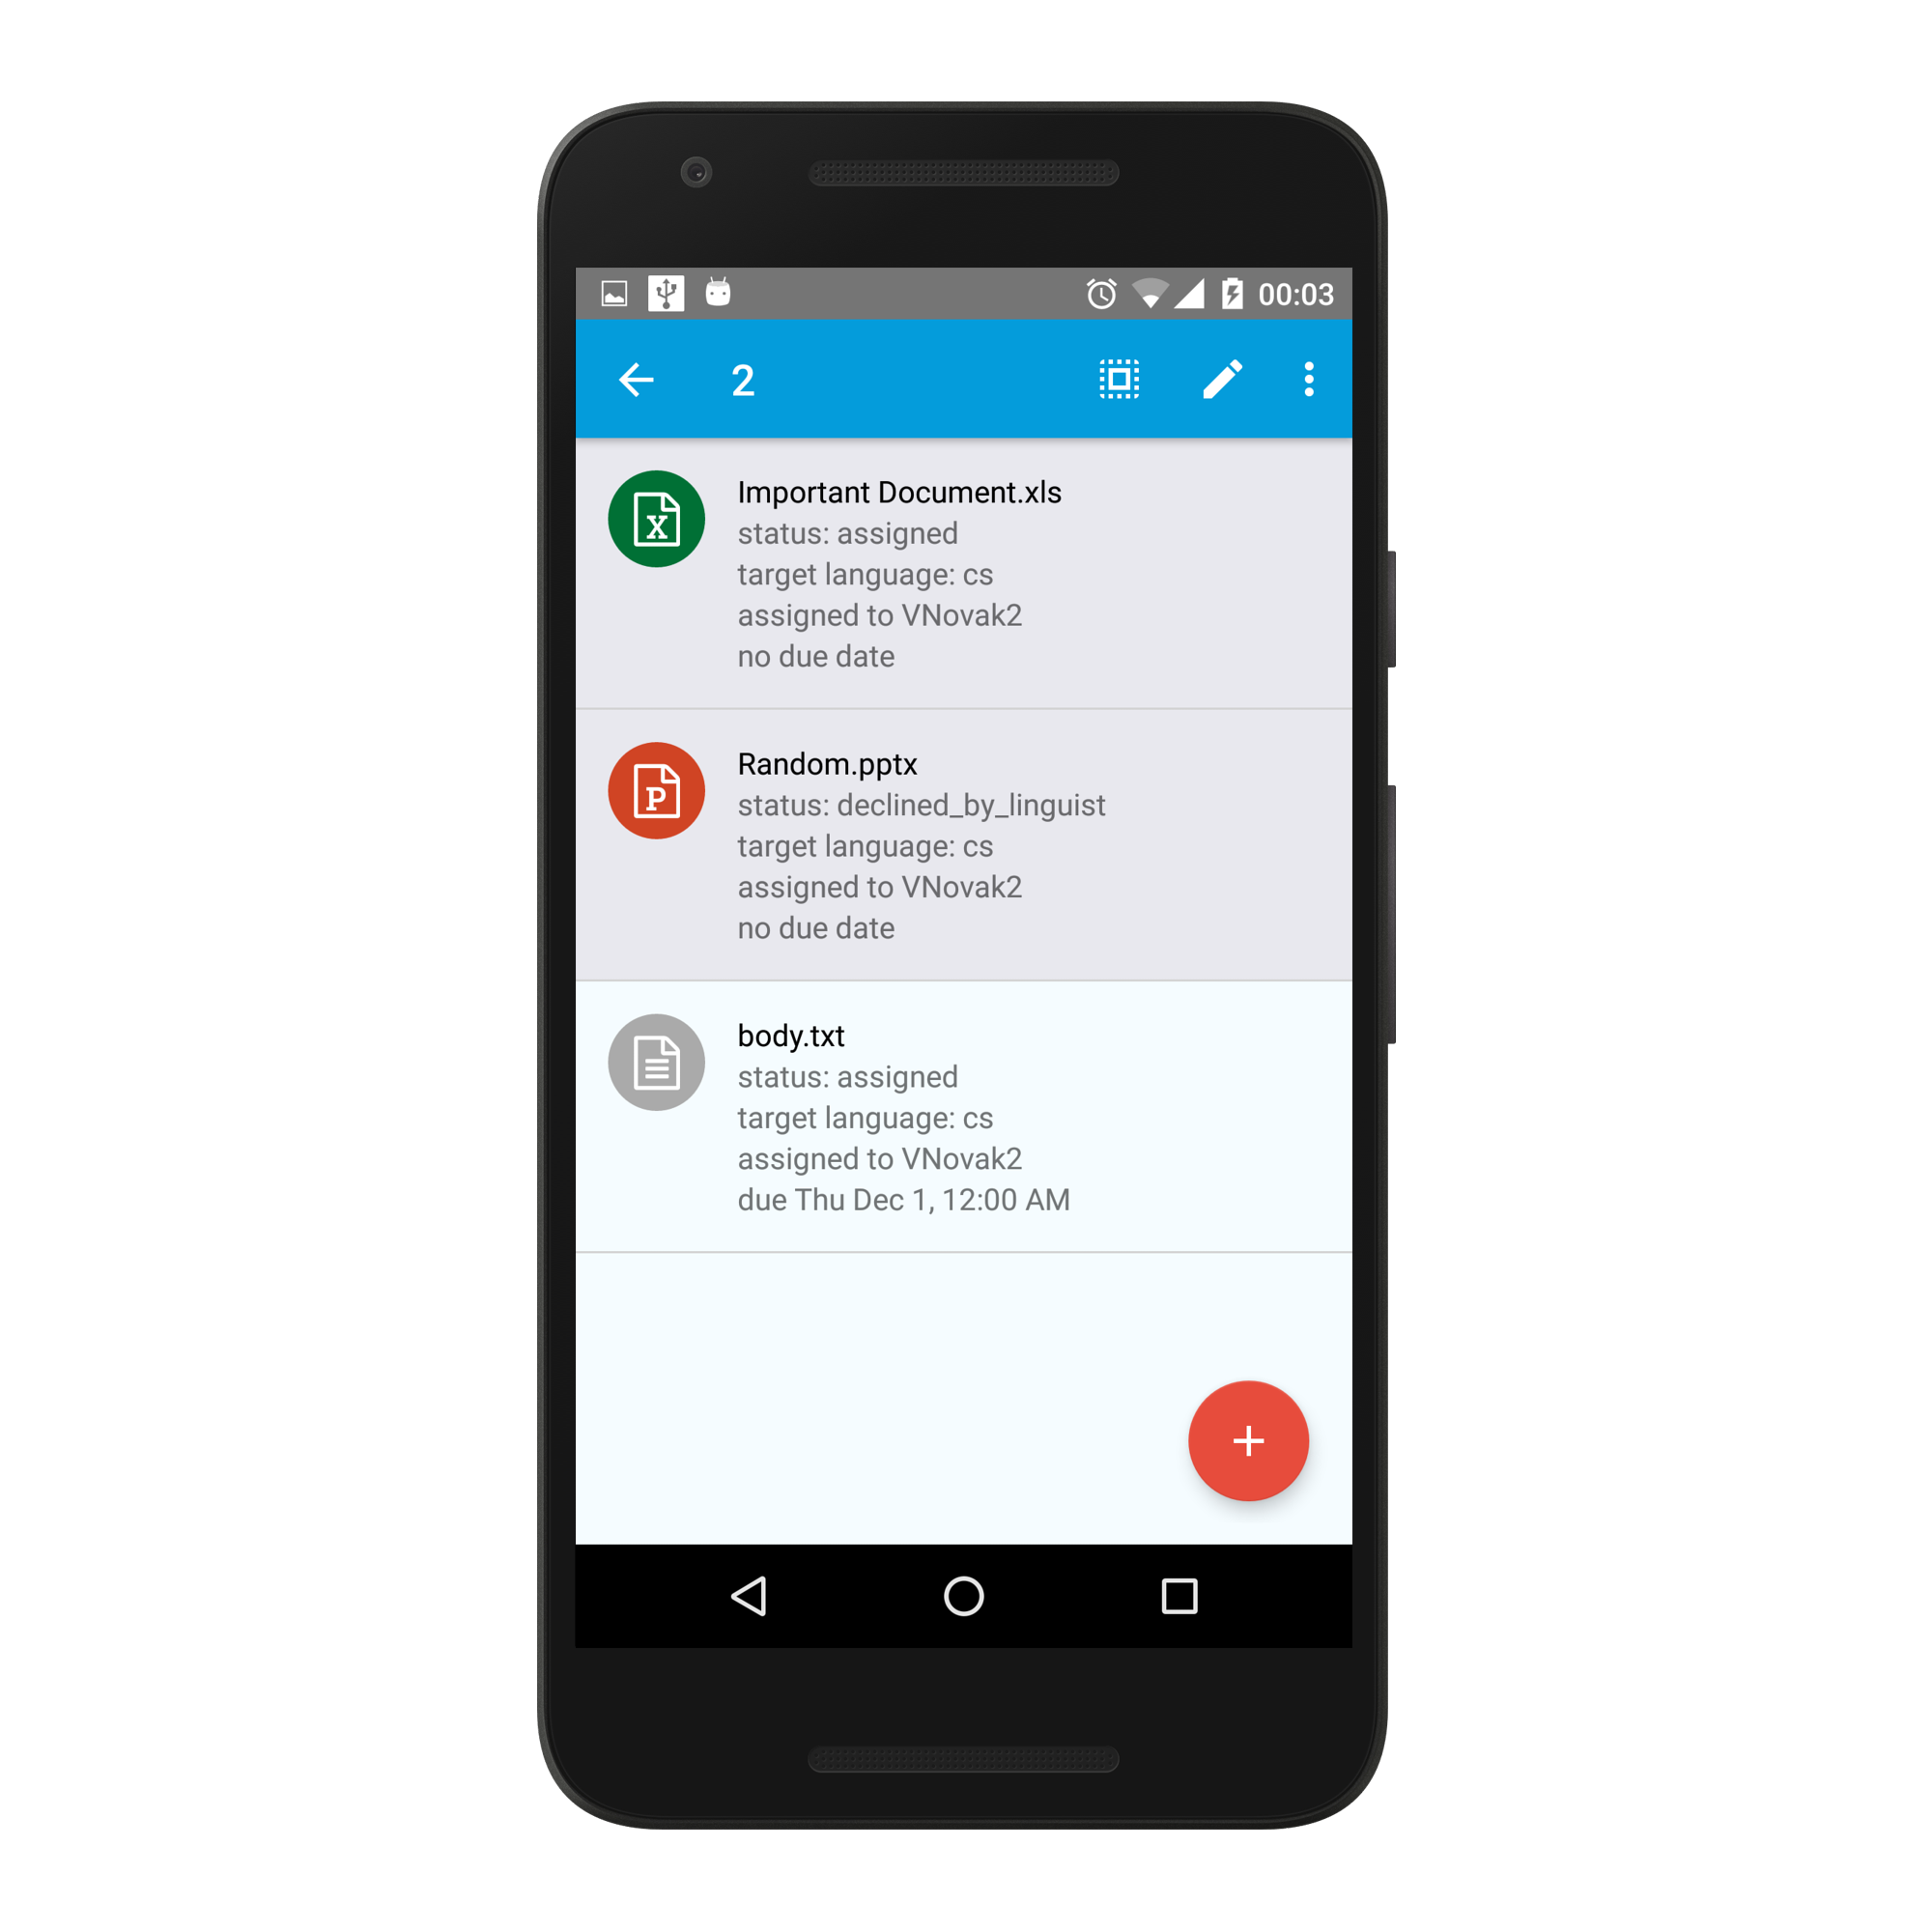 00:03
2
Important Document.xls
status: assigned
target language: cs
assigned to VNovak2
no due date
Random.pptx
status: declined_by_linguist
target language: cs
assigned to VNovak2
no due date
body.txt
status: assigned
target language: cs
assigned to VNovak2
due Thu Dec 1, 12:00 AM